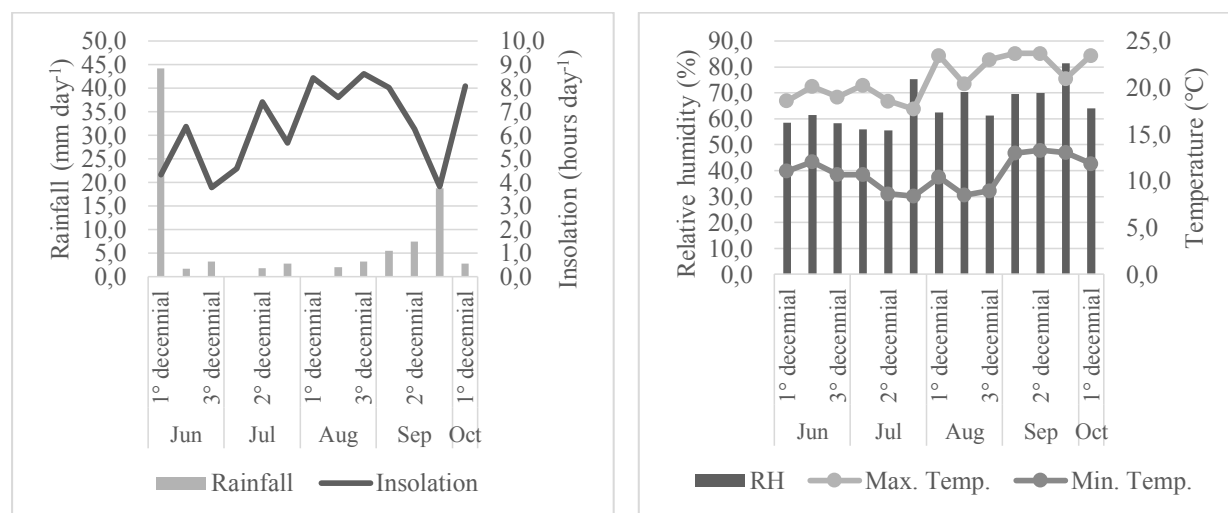 50,0
45,0
40,0
35,0
30,0
25,0
20,0
15,0
10,0
5,0
0,0
Rainfall (mm day-1)
10,0
9,0
8,0
7,0
6,0
5,0
4,0
3,0
2,0
1,0
0,0
Insolation (hours day-1)
1° decennial
3° decennial
2° decennial
1° decennial
3° decennial
2° decennial
1° decennial
Jun Jul Aug Sep Oct
Rainfall Insolation
90,0
80,0
70,0
60,0
50,0
40,0
30,0
20,0
10,0
0,0
Relative humidity (%)
25,0
20,0
15,0
10,0
5,0
0,0
Temperature (°C)
1° decennial
3° decennial
2° decennial
1° decennial
3° decennial
2° decennial
1° decennial
Jun Jul Aug Sep Oct
RH Max. Temp. Min. Temp.